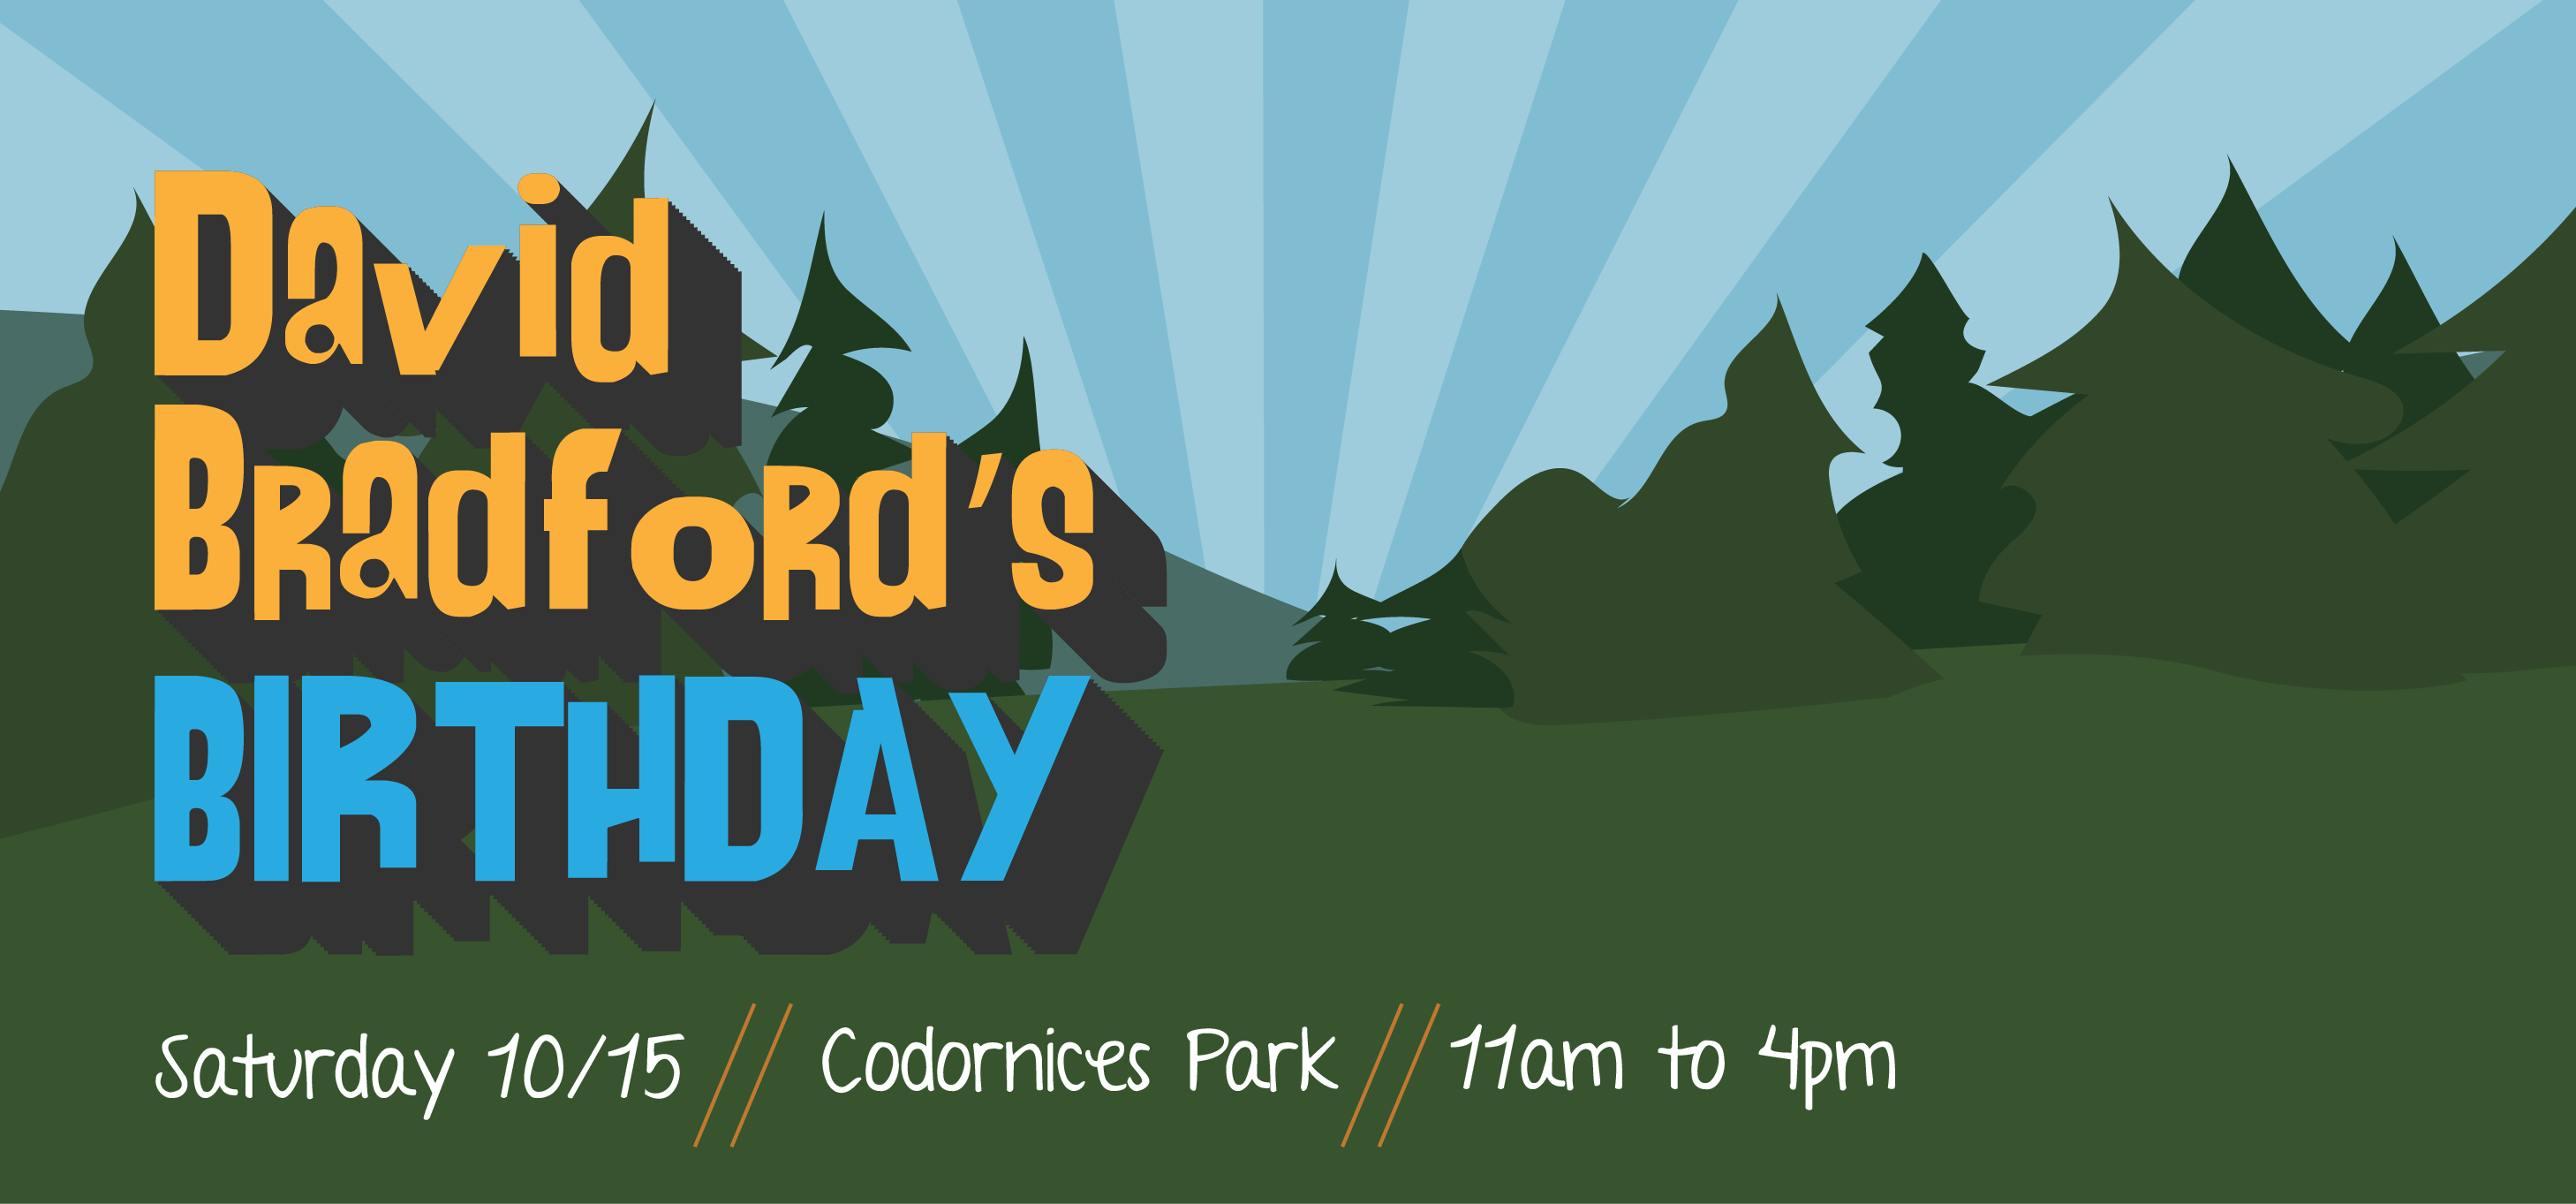 David
Bradford's
BIRTHDAY
Saturday 10/15 // Codornices Park // 11am to 4pm